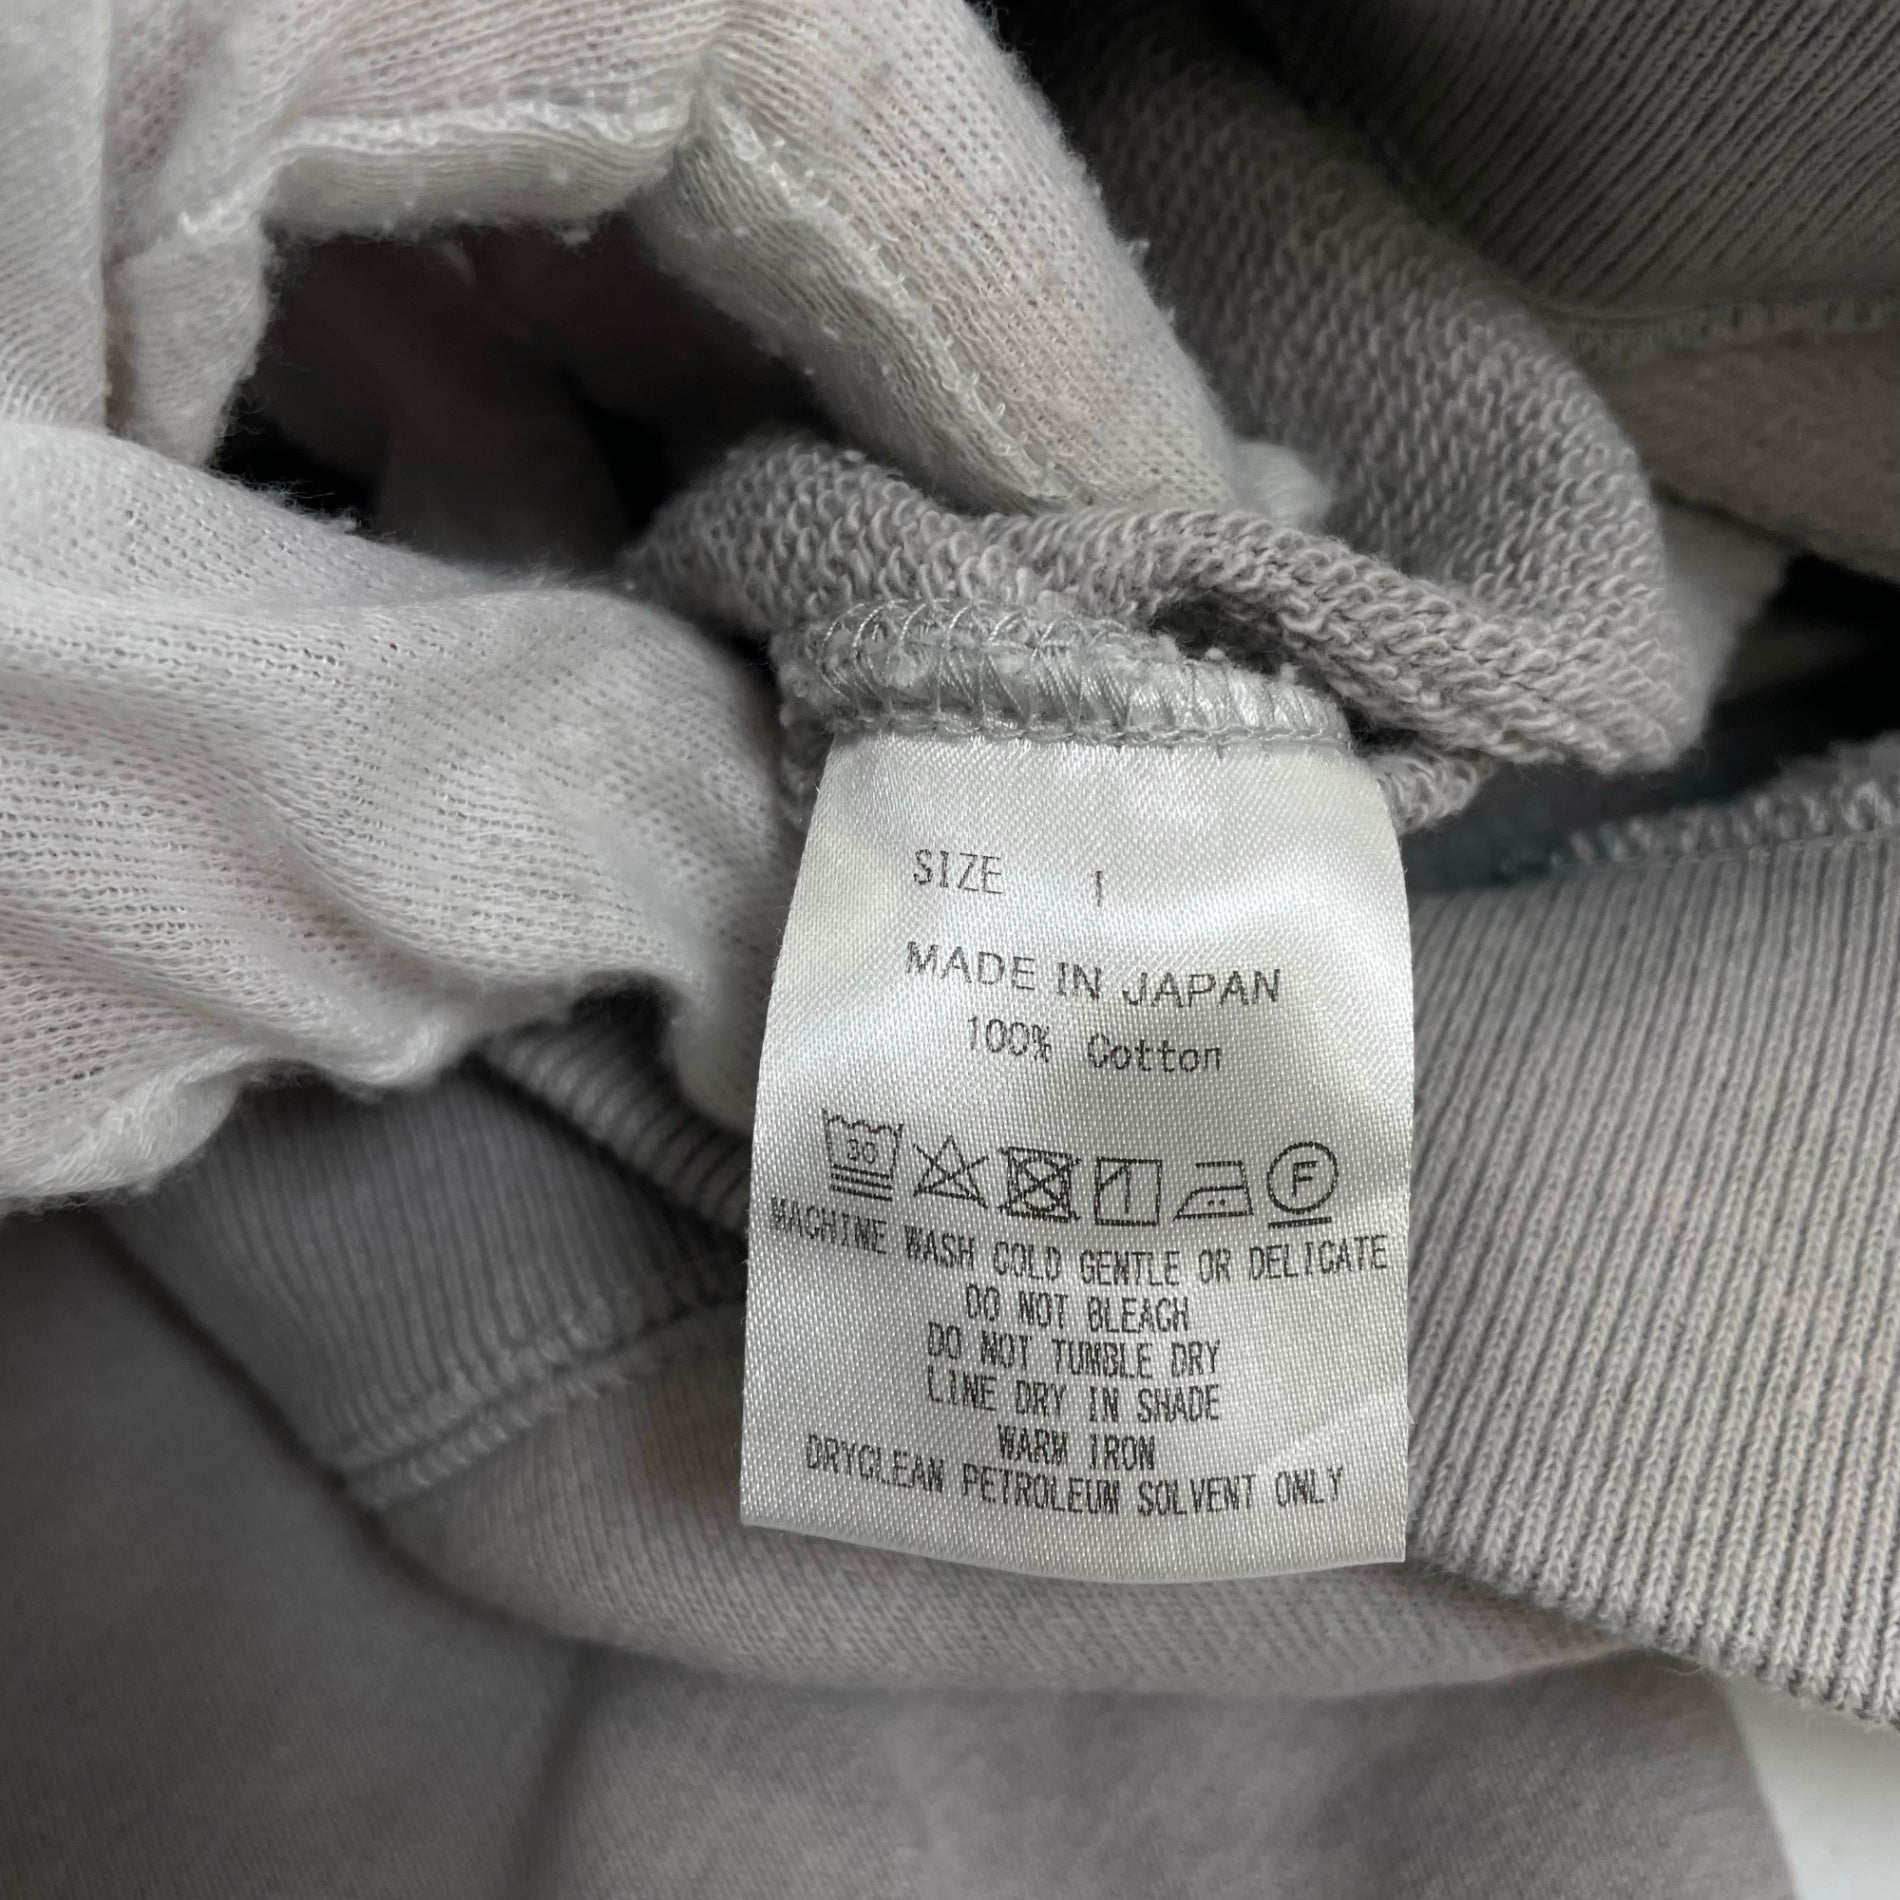 SIZE 1
MADE IN JAPAN
100% Cotton
30 F
MACHINE WASH COLD GENTLE OR DELICATE
DO NOT BLEACH
DO NOT TUMBLE DRY
LINE DRY IN SHADE
WARM IRON
DRYCLEAN PETROLEUM SOLVENT ONLY